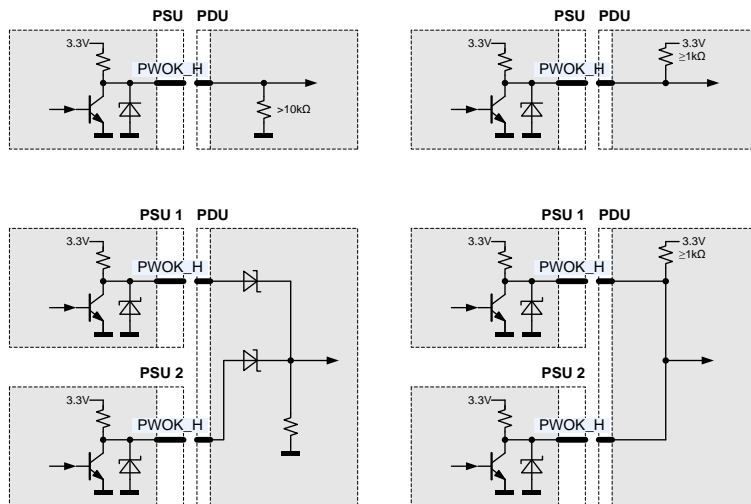 PSU PDU
3.3V
PWOK_H
>10kΩ
PSU PDU
3.3V
PWOK_H
3.3V
≥1kΩ
PSU 1 PDU
3.3V
PWOK_H
PSU 2
3.3V
PWOK_H
PSU 1 PDU
3.3V
PWOK_H
3.3V
≥1kΩ
PSU 2
3.3V
PWOK_H